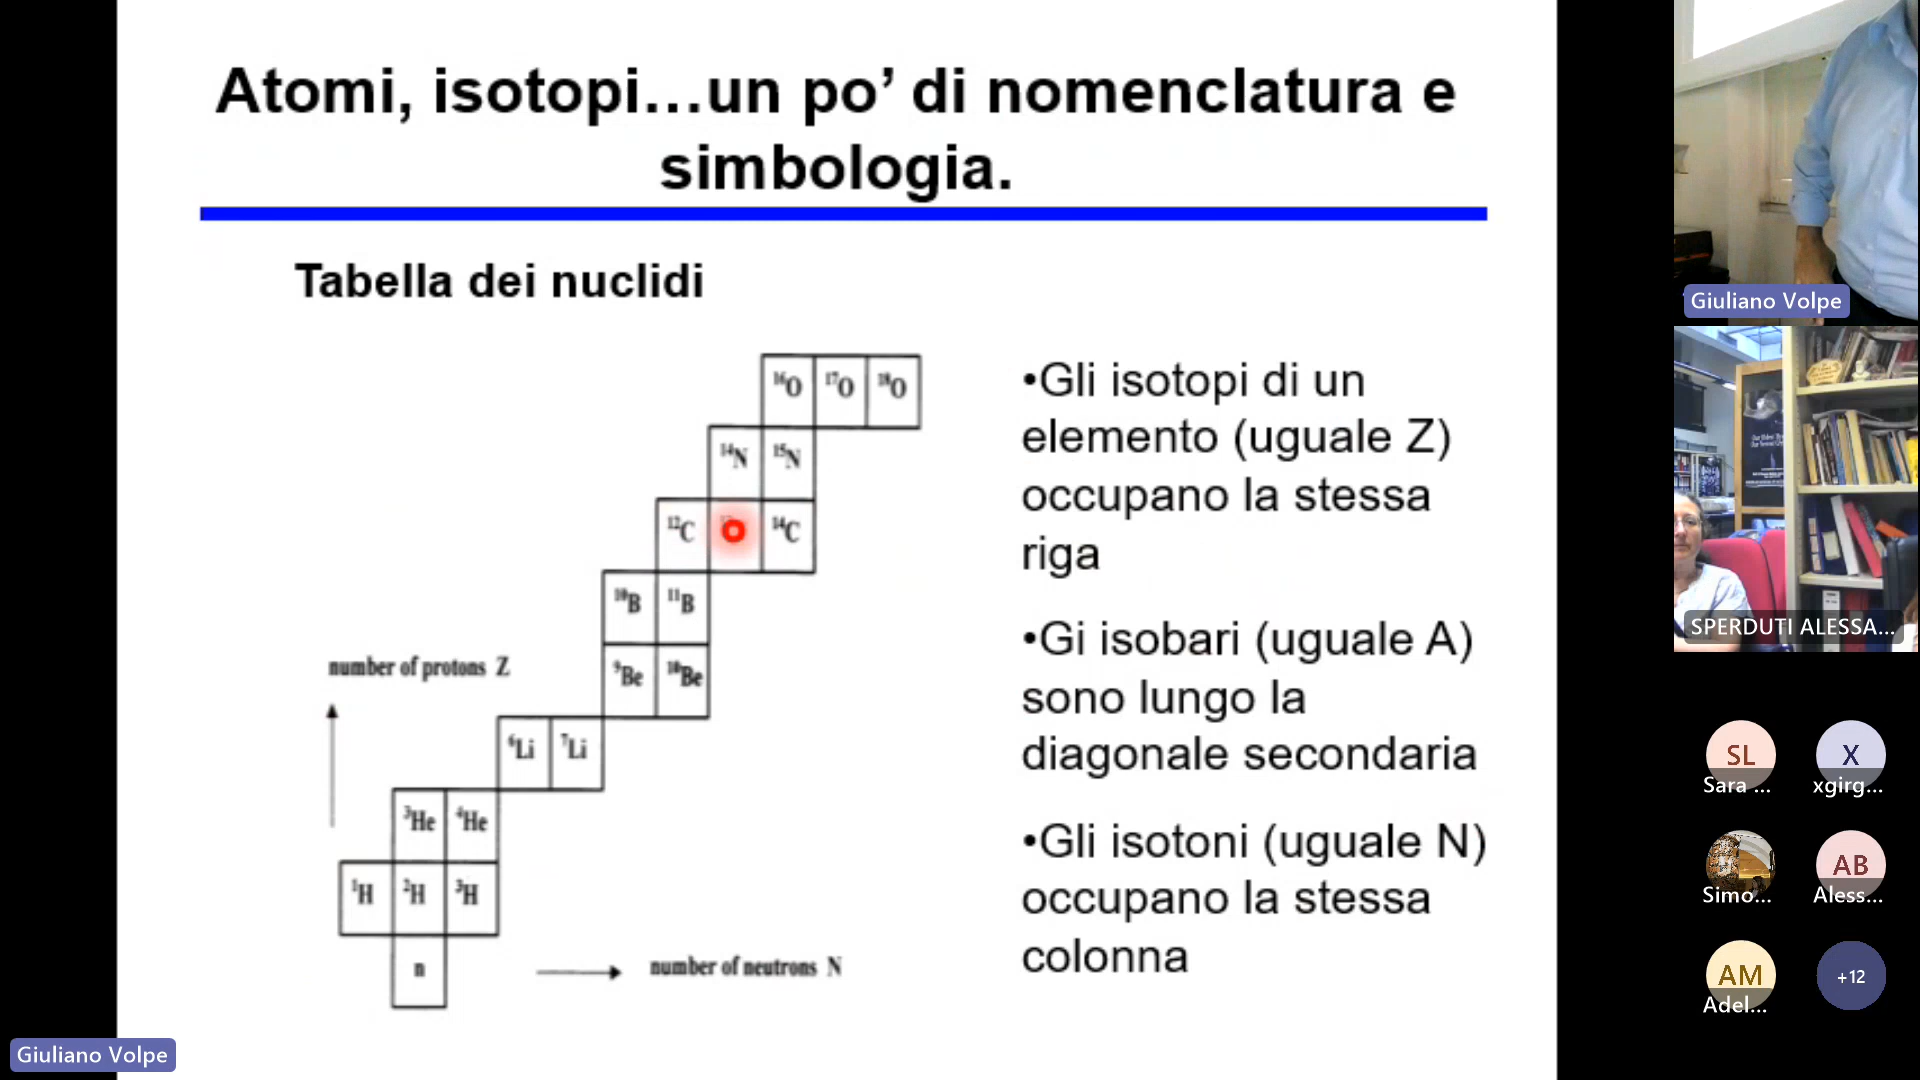 Atomi, isotopi…un po’ di nomenclatura e
simbologia.
Tabella dei nuclidi
¹⁶O ¹⁷O ¹⁸O
¹⁴N ¹⁵N
¹²C ¹⁴C
¹⁰B ¹¹B
⁹Be ¹⁰Be
⁶Li ⁷Li
³He ⁴He
¹H ²H ³H
n
number of protons Z
number of neutrons N
•Gli isotopi di un
elemento (uguale Z)
occupano la stessa
riga
•Gi isobari (uguale A)
sono lungo la
diagonale secondaria
•Gli isotoni (uguale N)
occupano la stessa
colonna
Giuliano Volpe
Giuliano Volpe
SPERDUTI ALESSA...
SL
Sara ...
X
xgirg...
Simo...
AB
Aless...
AM
Adel...
+12